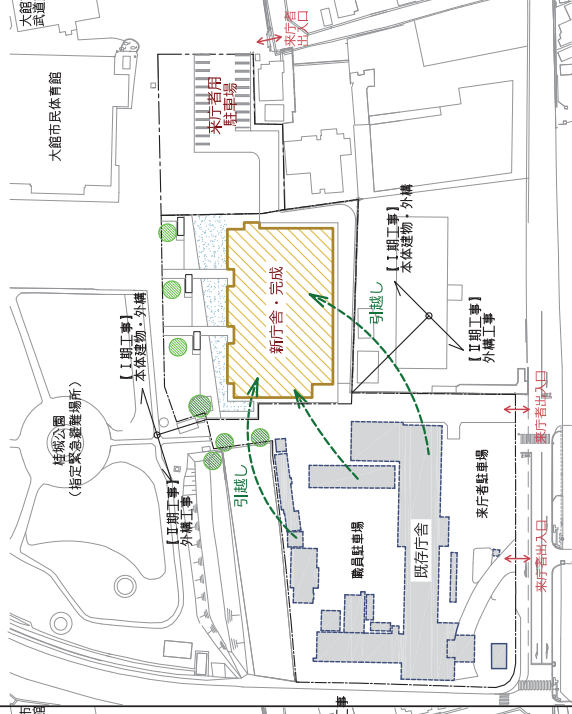 大館
武道
来庁者
出入口
大館市民体育館
来庁者用
駐車場
【Ⅰ期工事】
本体建物・外構
新庁舎・完成
引越し
【Ⅰ期工事】
本体建物・外構
【Ⅱ期工事】
外構工事
桂城公園
(指定緊急避難場所)
来庁者出入口
引越し
【Ⅱ期工事】
外構工事
来庁者駐車場
職員駐車場
既存庁舎
来庁者出入口
事